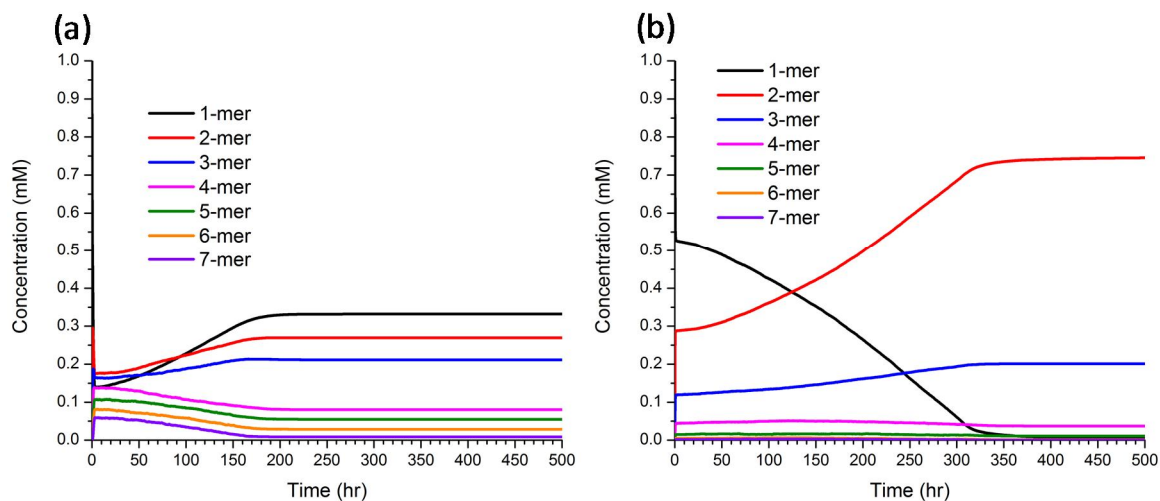 (a)
1.0
0.9
0.8
0.7
0.6
0.5
0.4
0.3
0.2
0.1
0.0
Concentration (mM)
1-mer
2-mer
3-mer
4-mer
5-mer
6-mer
7-mer
0 50 100 150 200 250 300 350 400 450 500
Time (hr)
(b)
1.0
0.9
0.8
0.7
0.6
0.5
0.4
0.3
0.2
0.1
0.0
Concentration (mM)
1-mer
2-mer
3-mer
4-mer
5-mer
6-mer
7-mer
0 50 100 150 200 250 300 350 400 450 500
Time (hr)